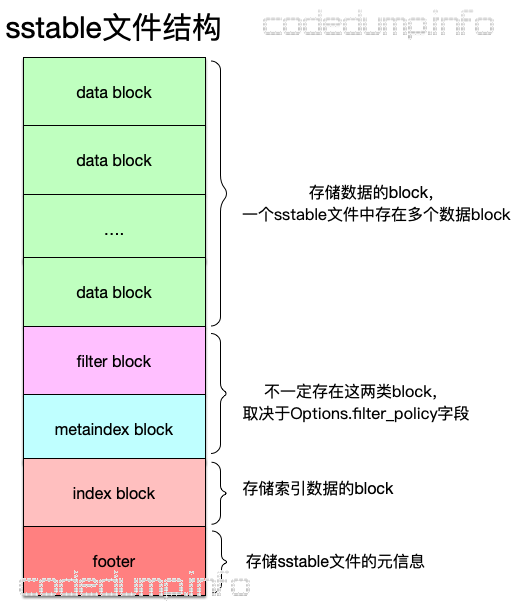 sstable文件结构
codedump.info
data block
data block
....
data block
存储数据的block,
一个sstable文件中存在多个数据block
filter block
metaindex block
不一定存在这两类block,
取决于Options.filter_policy字段
index block
存储索引数据的block
footer
存储sstable文件的元信息
codedump.info